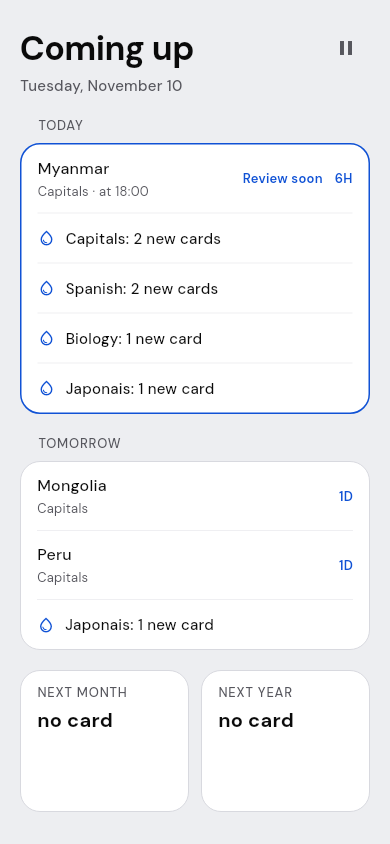 Coming up
Tuesday, November 10
TODAY
Myanmar
Capitals · at 18:00
Review soon 6H
Capitals: 2 new cards
Spanish: 2 new cards
Biology: 1 new card
Japonais: 1 new card
TOMORROW
Mongolia
Capitals
1D
Peru
Capitals
1D
Japonais: 1 new card
NEXT MONTH
no card
NEXT YEAR
no card